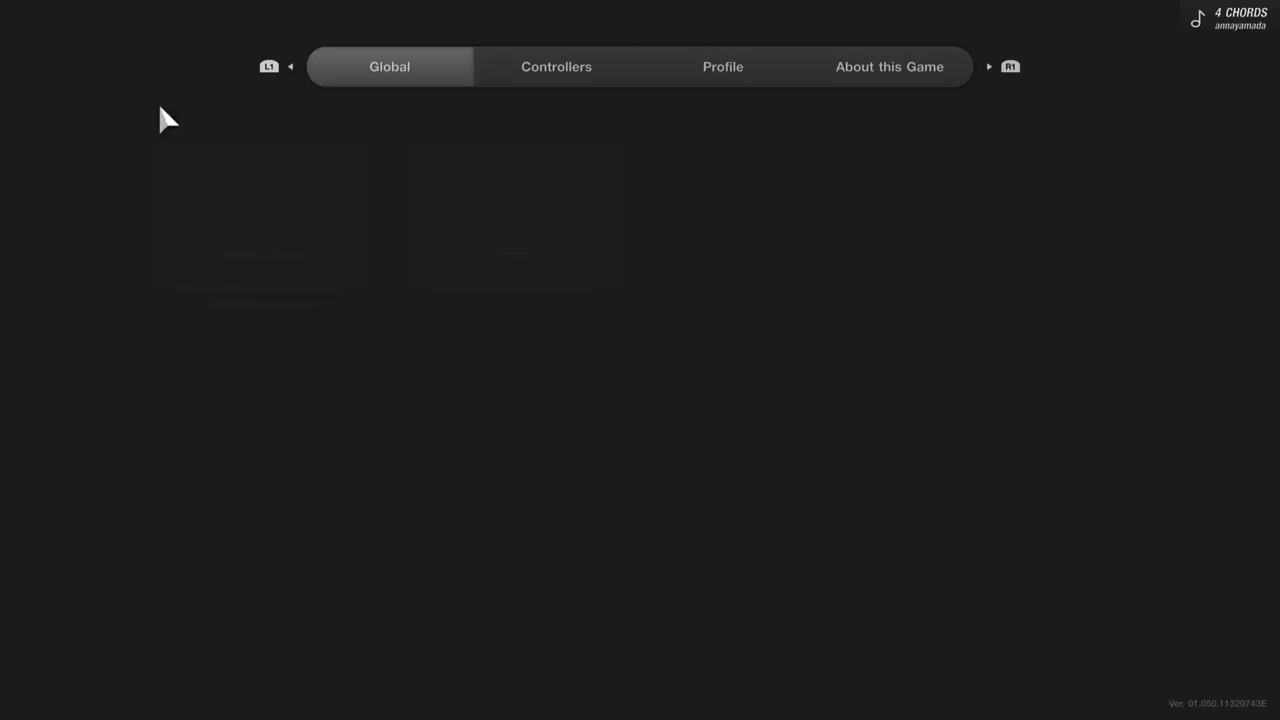 4 CHORDS
annayamada
L1 Global Controllers Profile About this Game R1
Ver. 01.050.11320743E